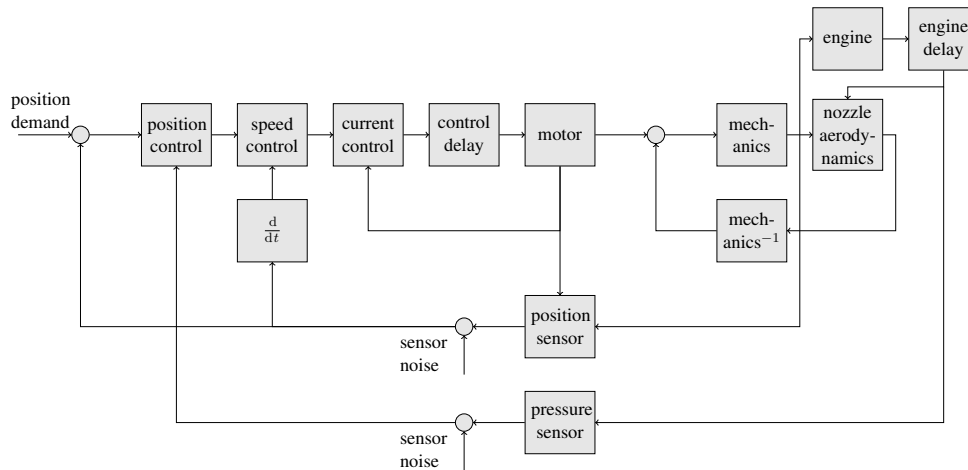 engine
engine
delay
position
demand
position
control
speed
control
current
control
control
delay
motor
mech-
anics
nozzle
aerody-
namics
d
dt
mech-
anics⁻¹
position
sensor
sensor
noise
pressure
sensor
sensor
noise